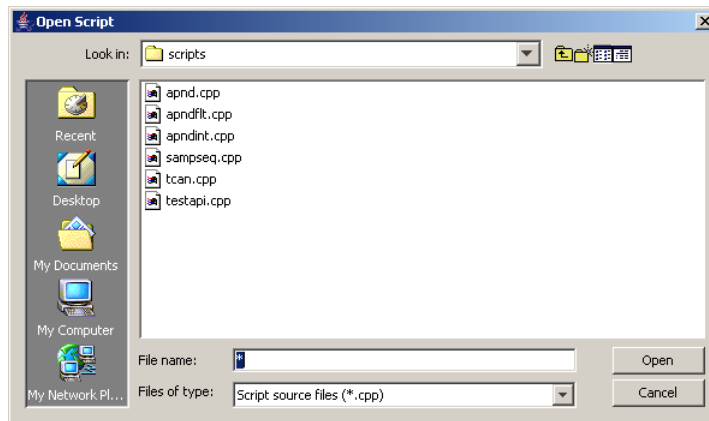 Open Script
Look in: scripts
Recent
Desktop
My Documents
My Computer
My Network Pl...
apnd.cpp
apndflt.cpp
apndint.cpp
sampseq.cpp
tcan.cpp
testapi.cpp
File name: *
Open
Files of type: Script source files (*.cpp)
Cancel